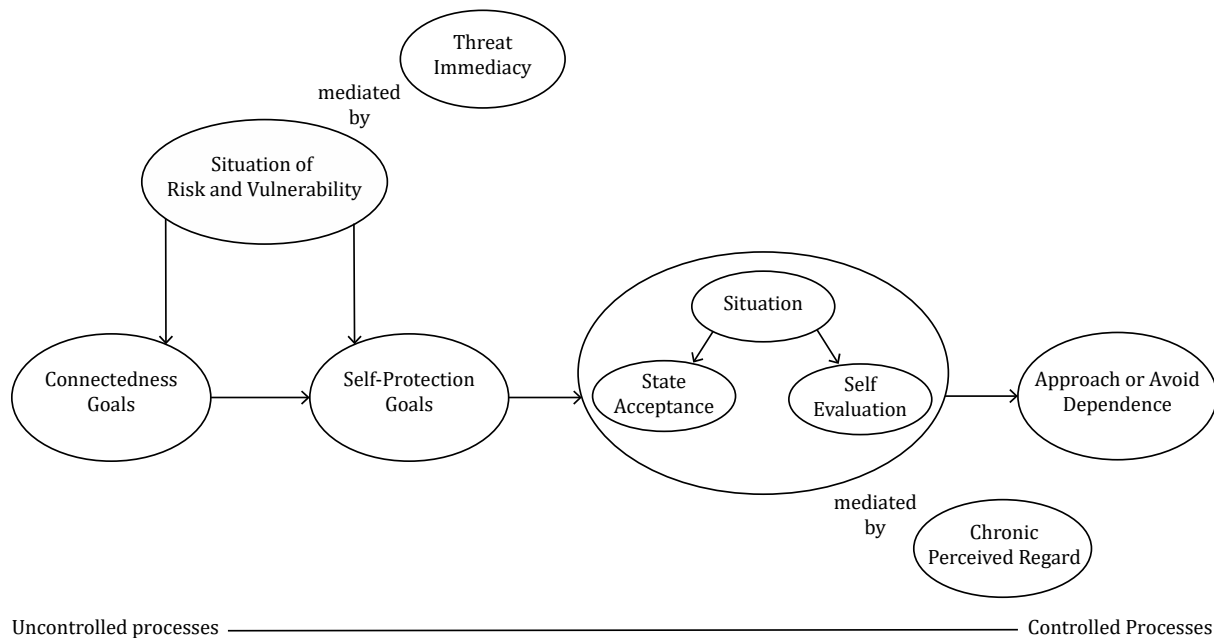 Threat
Immediacy
mediated
by
Situation of
Risk and Vulnerability
Situation
Connectedness
Goals
Self-Protection
Goals
State
Acceptance
Self
Evaluation
Approach or Avoid
Dependence
mediated
by
Chronic
Perceived Regard
Uncontrolled processes
Controlled Processes